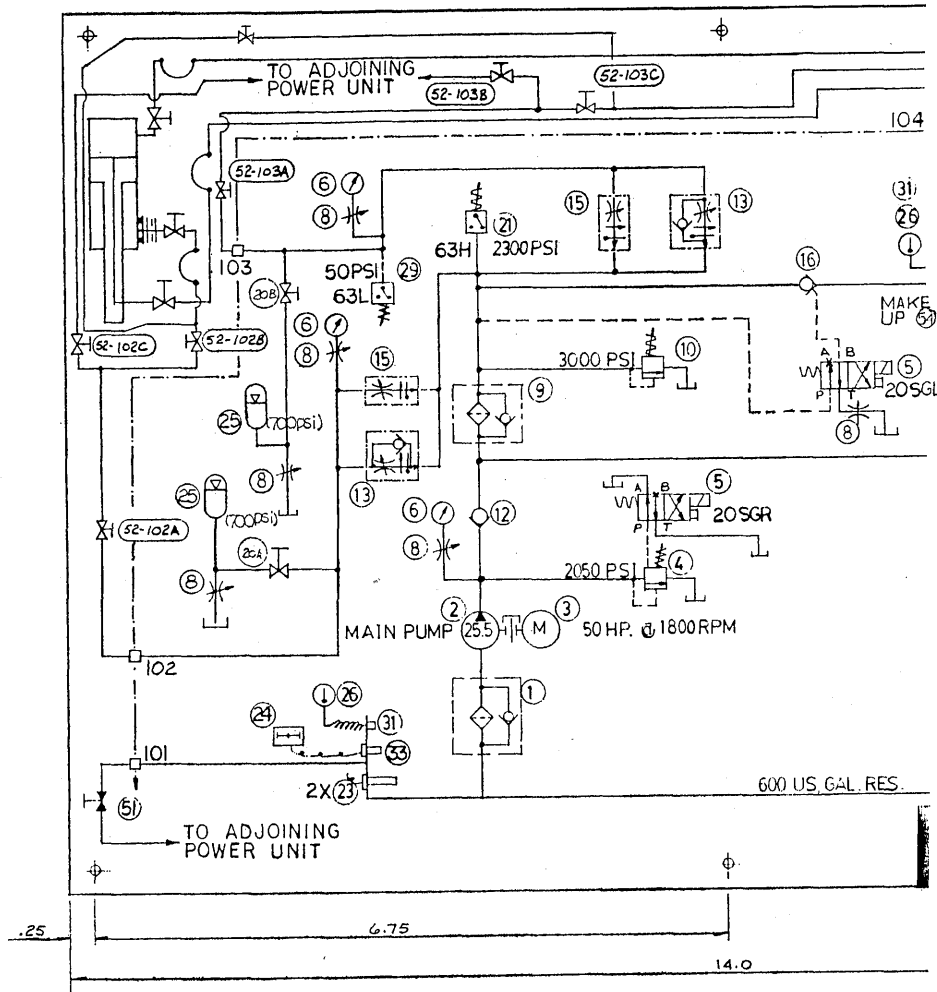 TO ADJOINING
POWER UNIT
52-103B
52-103C
104
52-103A
6
8
15
13
31
26
21
63H
2300 PSI
103
50PSI
29
63L
16
20B
MAKE
UP 54
52-102C
52-102B
6
8
3000 PSI
10
A
B
5
20SGL
P
T
8
15
9
25
(700psi)
8
13
25
(700psi)
6
12
A
B
5
20SGR
P
T
52-102A
20A
8
8
2050 PSI
4
2
3
MAIN PUMP
25.5
M
50 HP. @ 1800 RPM
102
26
1
24
31
101
33
2X
23
600 US, GAL. RES.
51
TO ADJOINING
POWER UNIT
.25
6.75
14.0